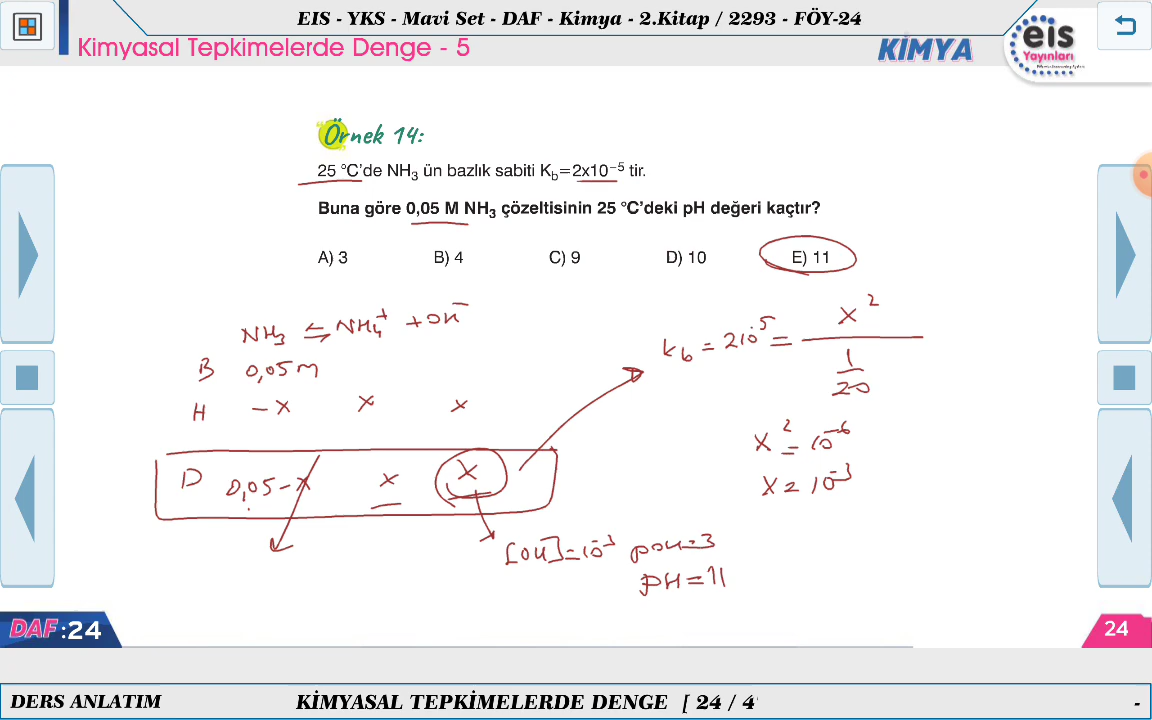 EIS - YKS - Mavi Set - DAF - Kimya - 2.Kitap / 2293 - FÖY-24
Kimyasal Tepkimelerde Denge - 5
KİMYA
eis
Yayınları
Örnek 14:
25 °C'de NH₃ ün bazlık sabiti K_b=2x10⁻⁵ tir.
Buna göre 0,05 M NH₃ çözeltisinin 25 °C'deki pH değeri kaçtır?
A) 3 B) 4 C) 9 D) 10 E) 11
NH₃ ⇌ NH₄⁺ + OH⁻
B 0,05 M
H -x x x
D 0,05-x x x
K_b = 2 10⁻⁵ = x² / 1/20
x² = 10⁻⁶
x = 10⁻³
[OH⁻]=10⁻³ pOH=3
pH=11
DAF:24
24
DERS ANLATIM KİMYASAL TEPKİMELERDE DENGE [ 24 / 4 -